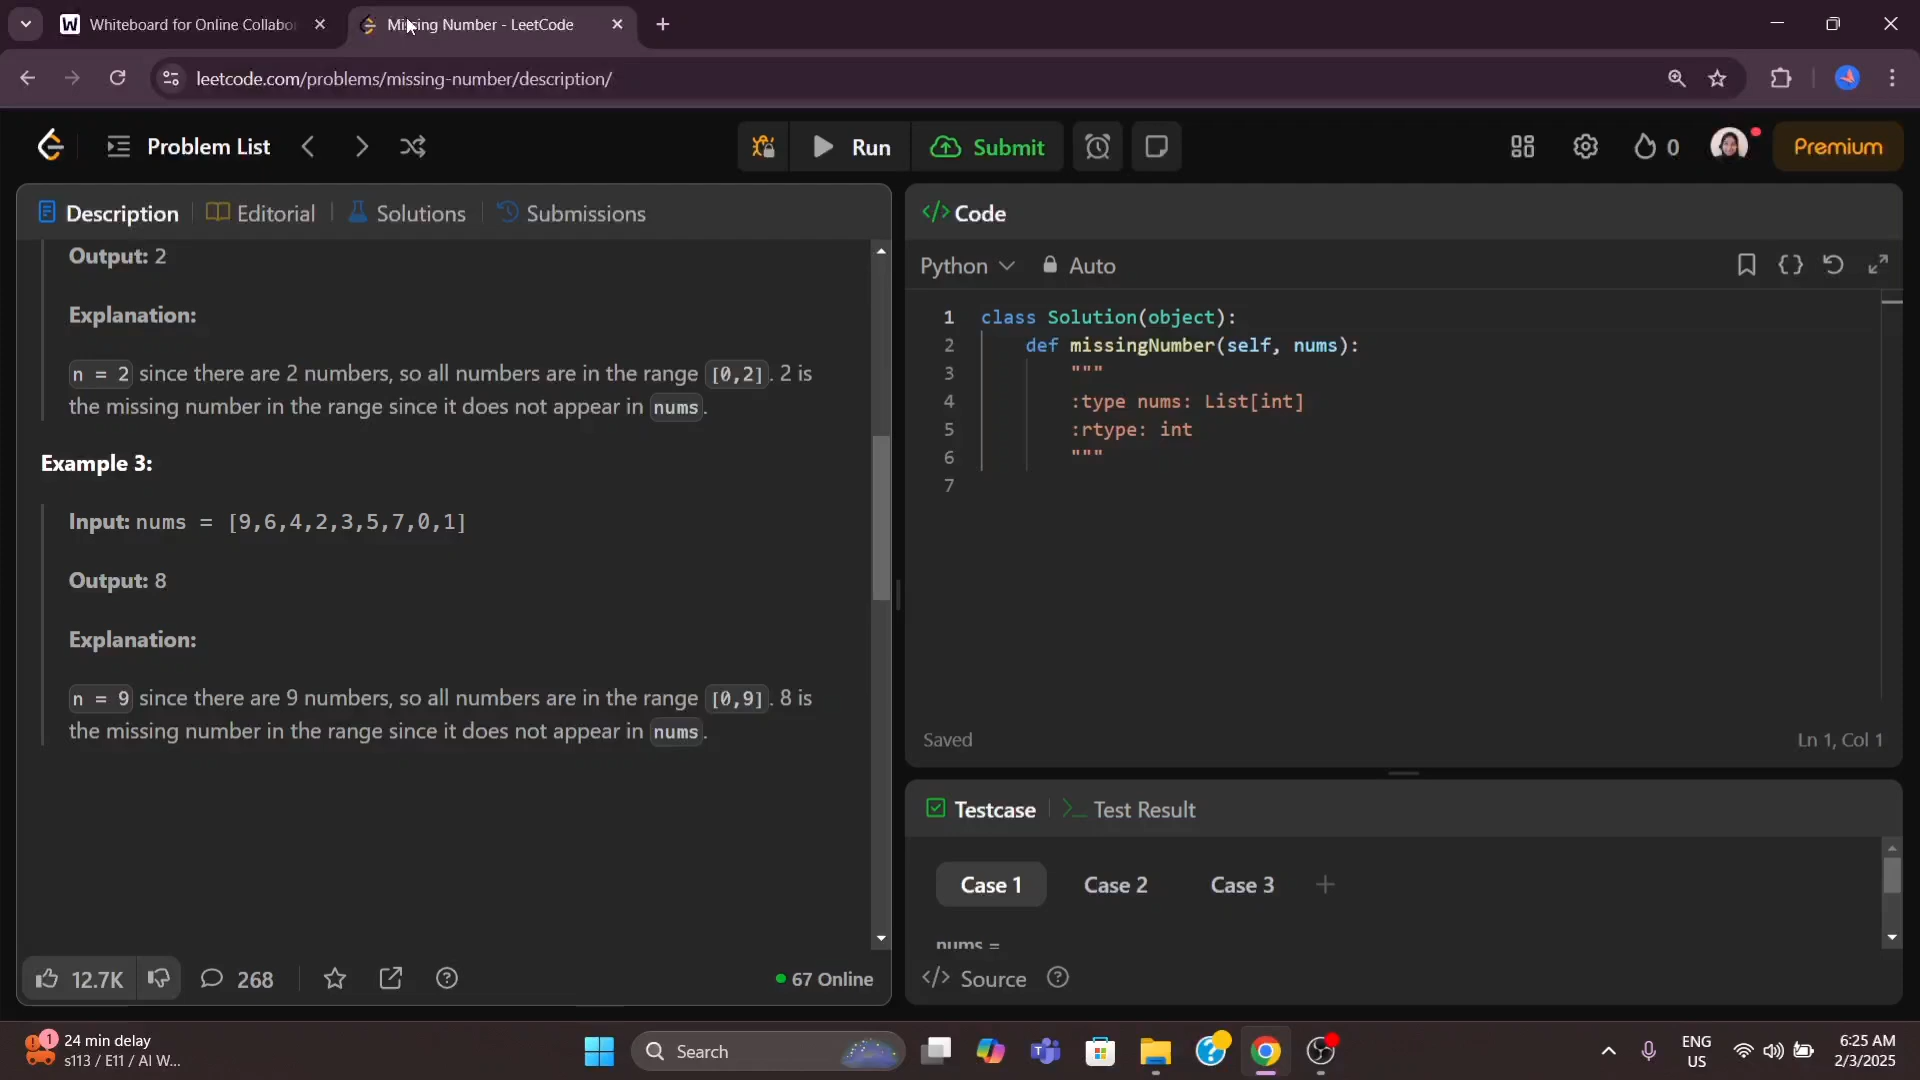 Whiteboard for Online Collabo
Missing Number - LeetCode
leetcode.com/problems/missing-number/description/
Problem List
Run
Submit
0
Premium
Description
Editorial
Solutions
Submissions
Output: 2
Explanation:
n = 2 since there are 2 numbers, so all numbers are in the range [0,2]. 2 is
the missing number in the range since it does not appear in nums.
Example 3:
Input: nums = [9,6,4,2,3,5,7,0,1]
Output: 8
Explanation:
n = 9 since there are 9 numbers, so all numbers are in the range [0,9]. 8 is
the missing number in the range since it does not appear in nums.
12.7K
268
67 Online
</> Code
Python
Auto
1 class Solution(object):
2 def missingNumber(self, nums):
3 """
4 :type nums: List[int]
5 :rtype: int
6 """
7
Saved
Ln 1, Col 1
Testcase
Test Result
Case 1
Case 2
Case 3
nums =
</> Source
1
24 min delay
s113 / E11 / AI W...
Search
ENG
US
6:25 AM
2/3/2025